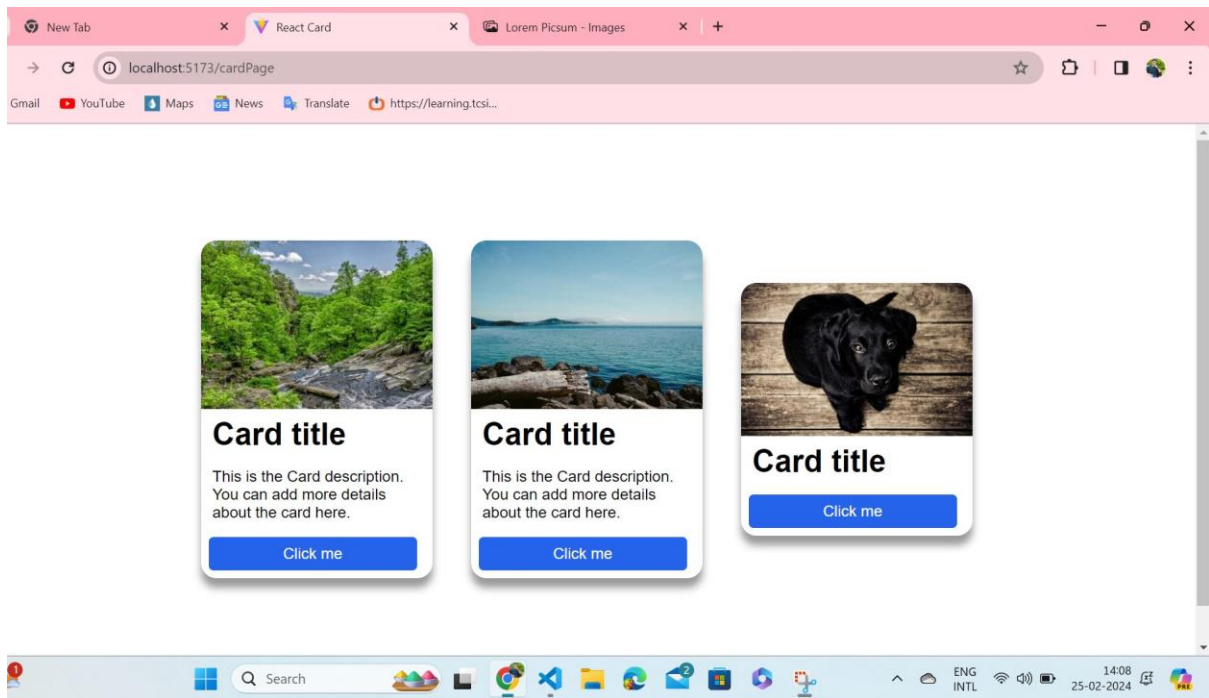 New Tab
React Card
Lorem Picsum - Images
localhost:5173/cardPage
Gmail
YouTube
Maps
News
Translate
https://learning.tcsi...
Card title
This is the Card description.
You can add more details
about the card here.
Click me
Card title
This is the Card description.
You can add more details
about the card here.
Click me
Card title
Click me
1
Search
2
ENG
INTL
14:08
25-02-2024
PRE